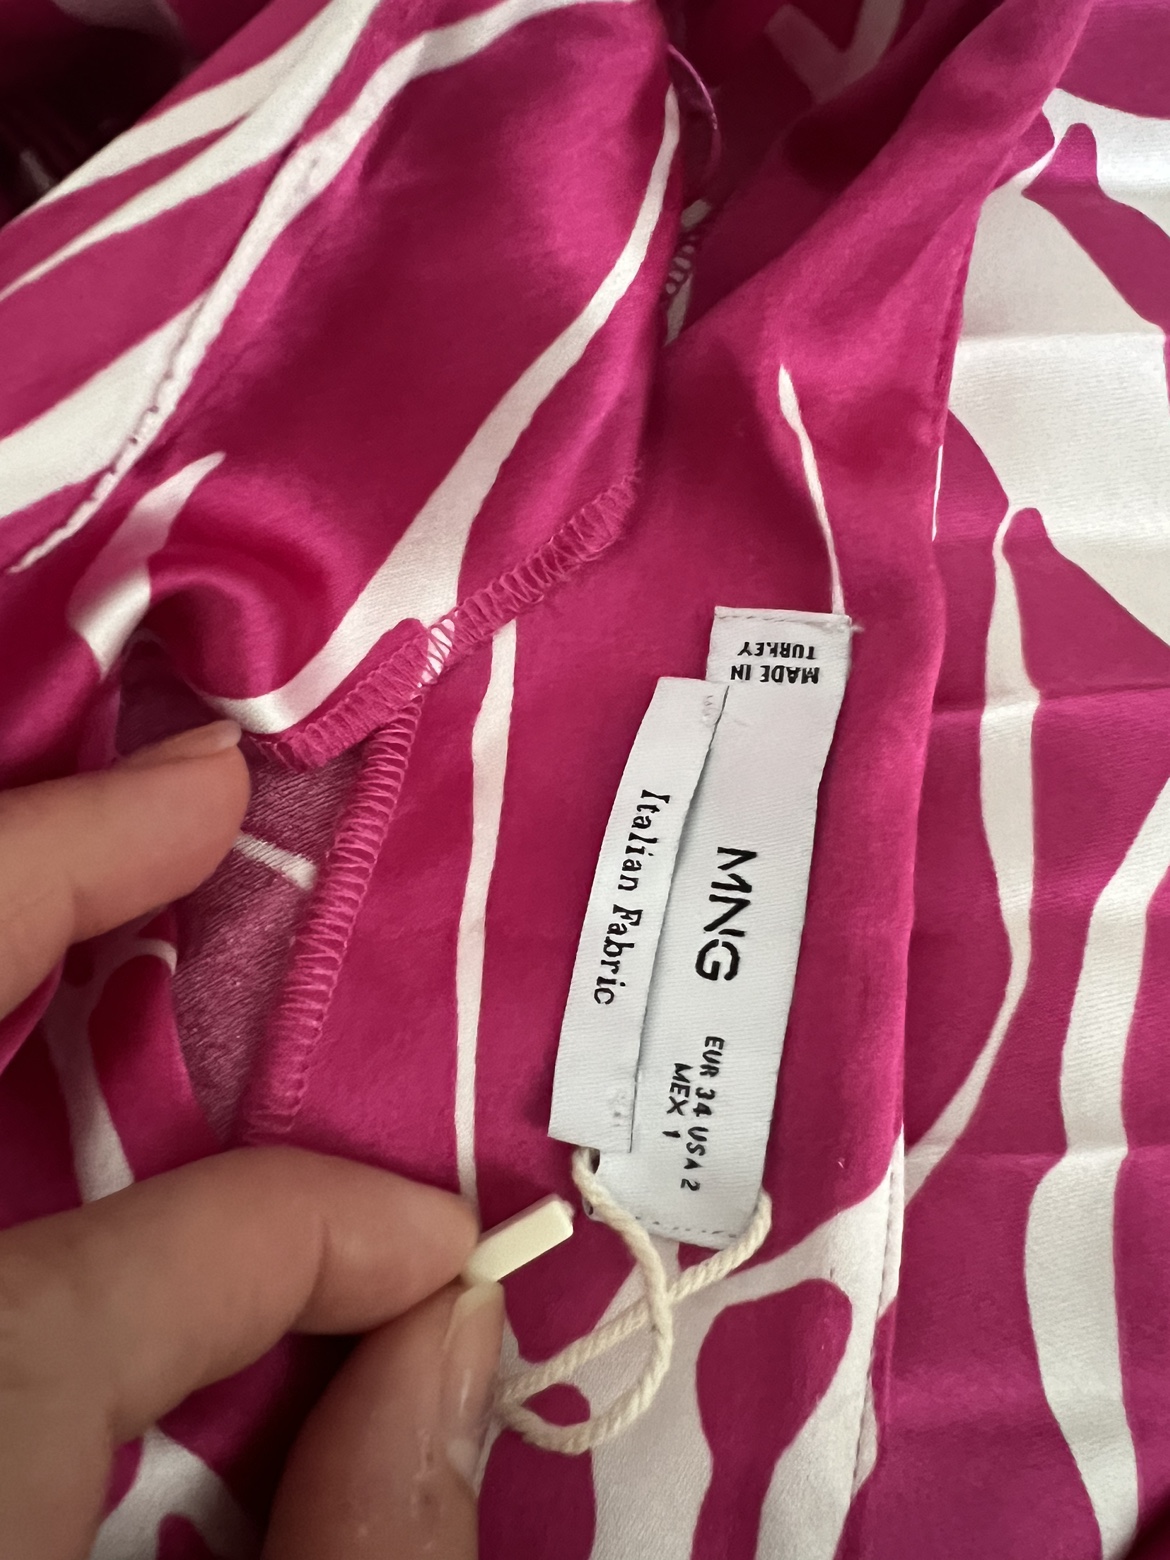 MADE IN
TURKEY
MNG
EUR 34 USA 2
MEX 1
Italian Fabric